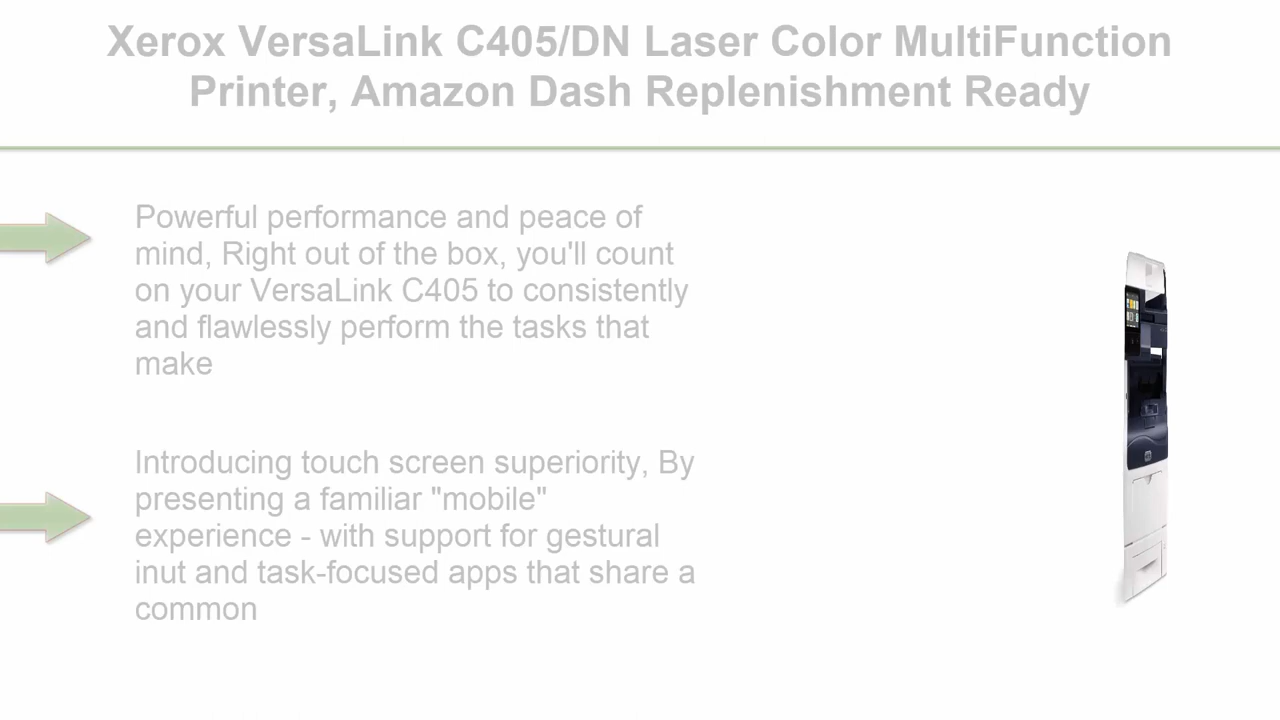 Xerox VersaLink C405/DN Laser Color MultiFunction
Printer, Amazon Dash Replenishment Ready
Powerful performance and peace of
mind, Right out of the box, you'll count
on your VersaLink C405 to consistently
and flawlessly perform the tasks that
make
Introducing touch screen superiority, By
presenting a familiar "mobile"
experience - with support for gestural
inut and task-focused apps that share a
common